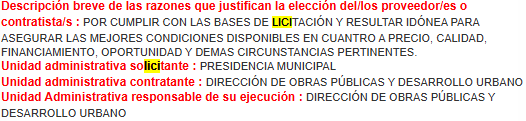 Descripción breve de las razones que justifican la elección del/los proveedor/es o
contratista/s : POR CUMPLIR CON LAS BASES DE LICITACIÓN Y RESULTAR IDÓNEA PARA
ASEGURAR LAS MEJORES CONDICIONES DISPONIBLES EN CUANTRO A PRECIO, CALIDAD,
FINANCIAMIENTO, OPORTUNIDAD Y DEMAS CIRCUNSTANCIAS PERTINENTES.
Unidad administrativa solicitante : PRESIDENCIA MUNICIPAL
Unidad administrativa contratante : DIRECCIÓN DE OBRAS PÚBLICAS Y DESARROLLO URBANO
Unidad Administrativa responsable de su ejecución : DIRECCIÓN DE OBRAS PÚBLICAS Y
DESARROLLO URBANO